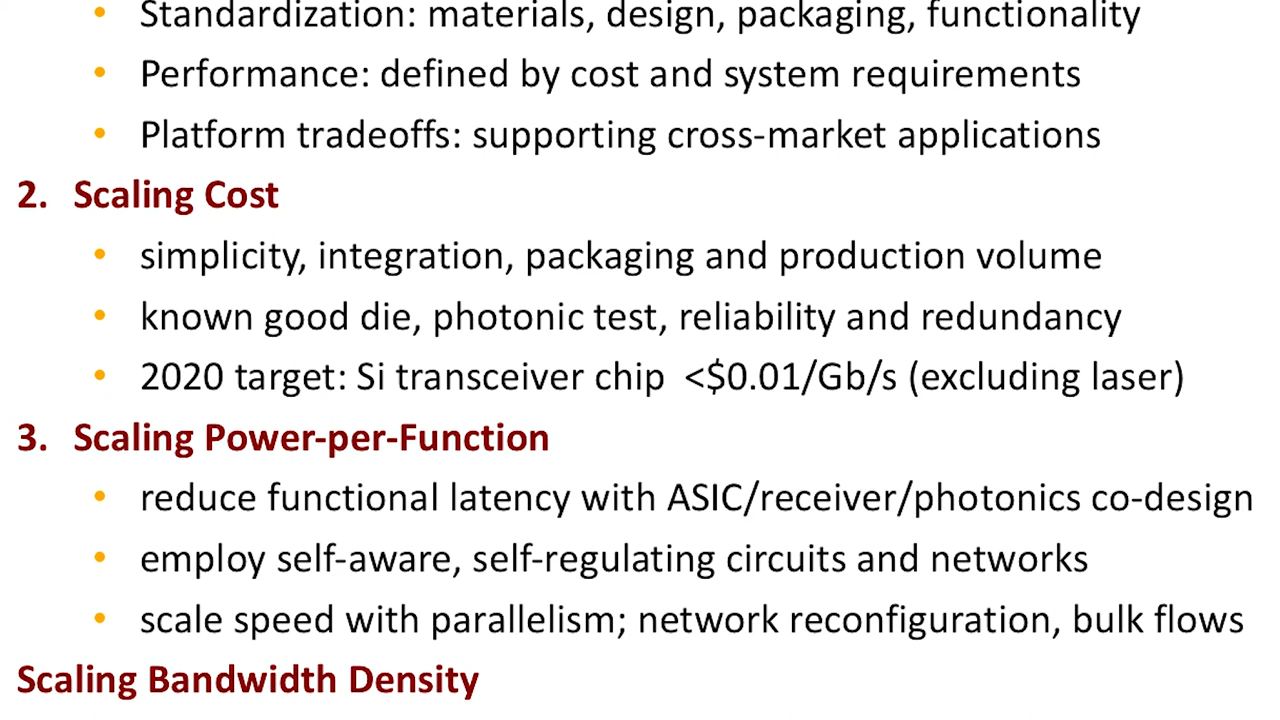 • Standardization: materials, design, packaging, functionality
• Performance: defined by cost and system requirements
• Platform tradeoffs: supporting cross-market applications
2. Scaling Cost
• simplicity, integration, packaging and production volume
• known good die, photonic test, reliability and redundancy
• 2020 target: Si transceiver chip <$0.01/Gb/s (excluding laser)
3. Scaling Power-per-Function
• reduce functional latency with ASIC/receiver/photonics co-design
• employ self-aware, self-regulating circuits and networks
• scale speed with parallelism; network reconfiguration, bulk flows
Scaling Bandwidth Density